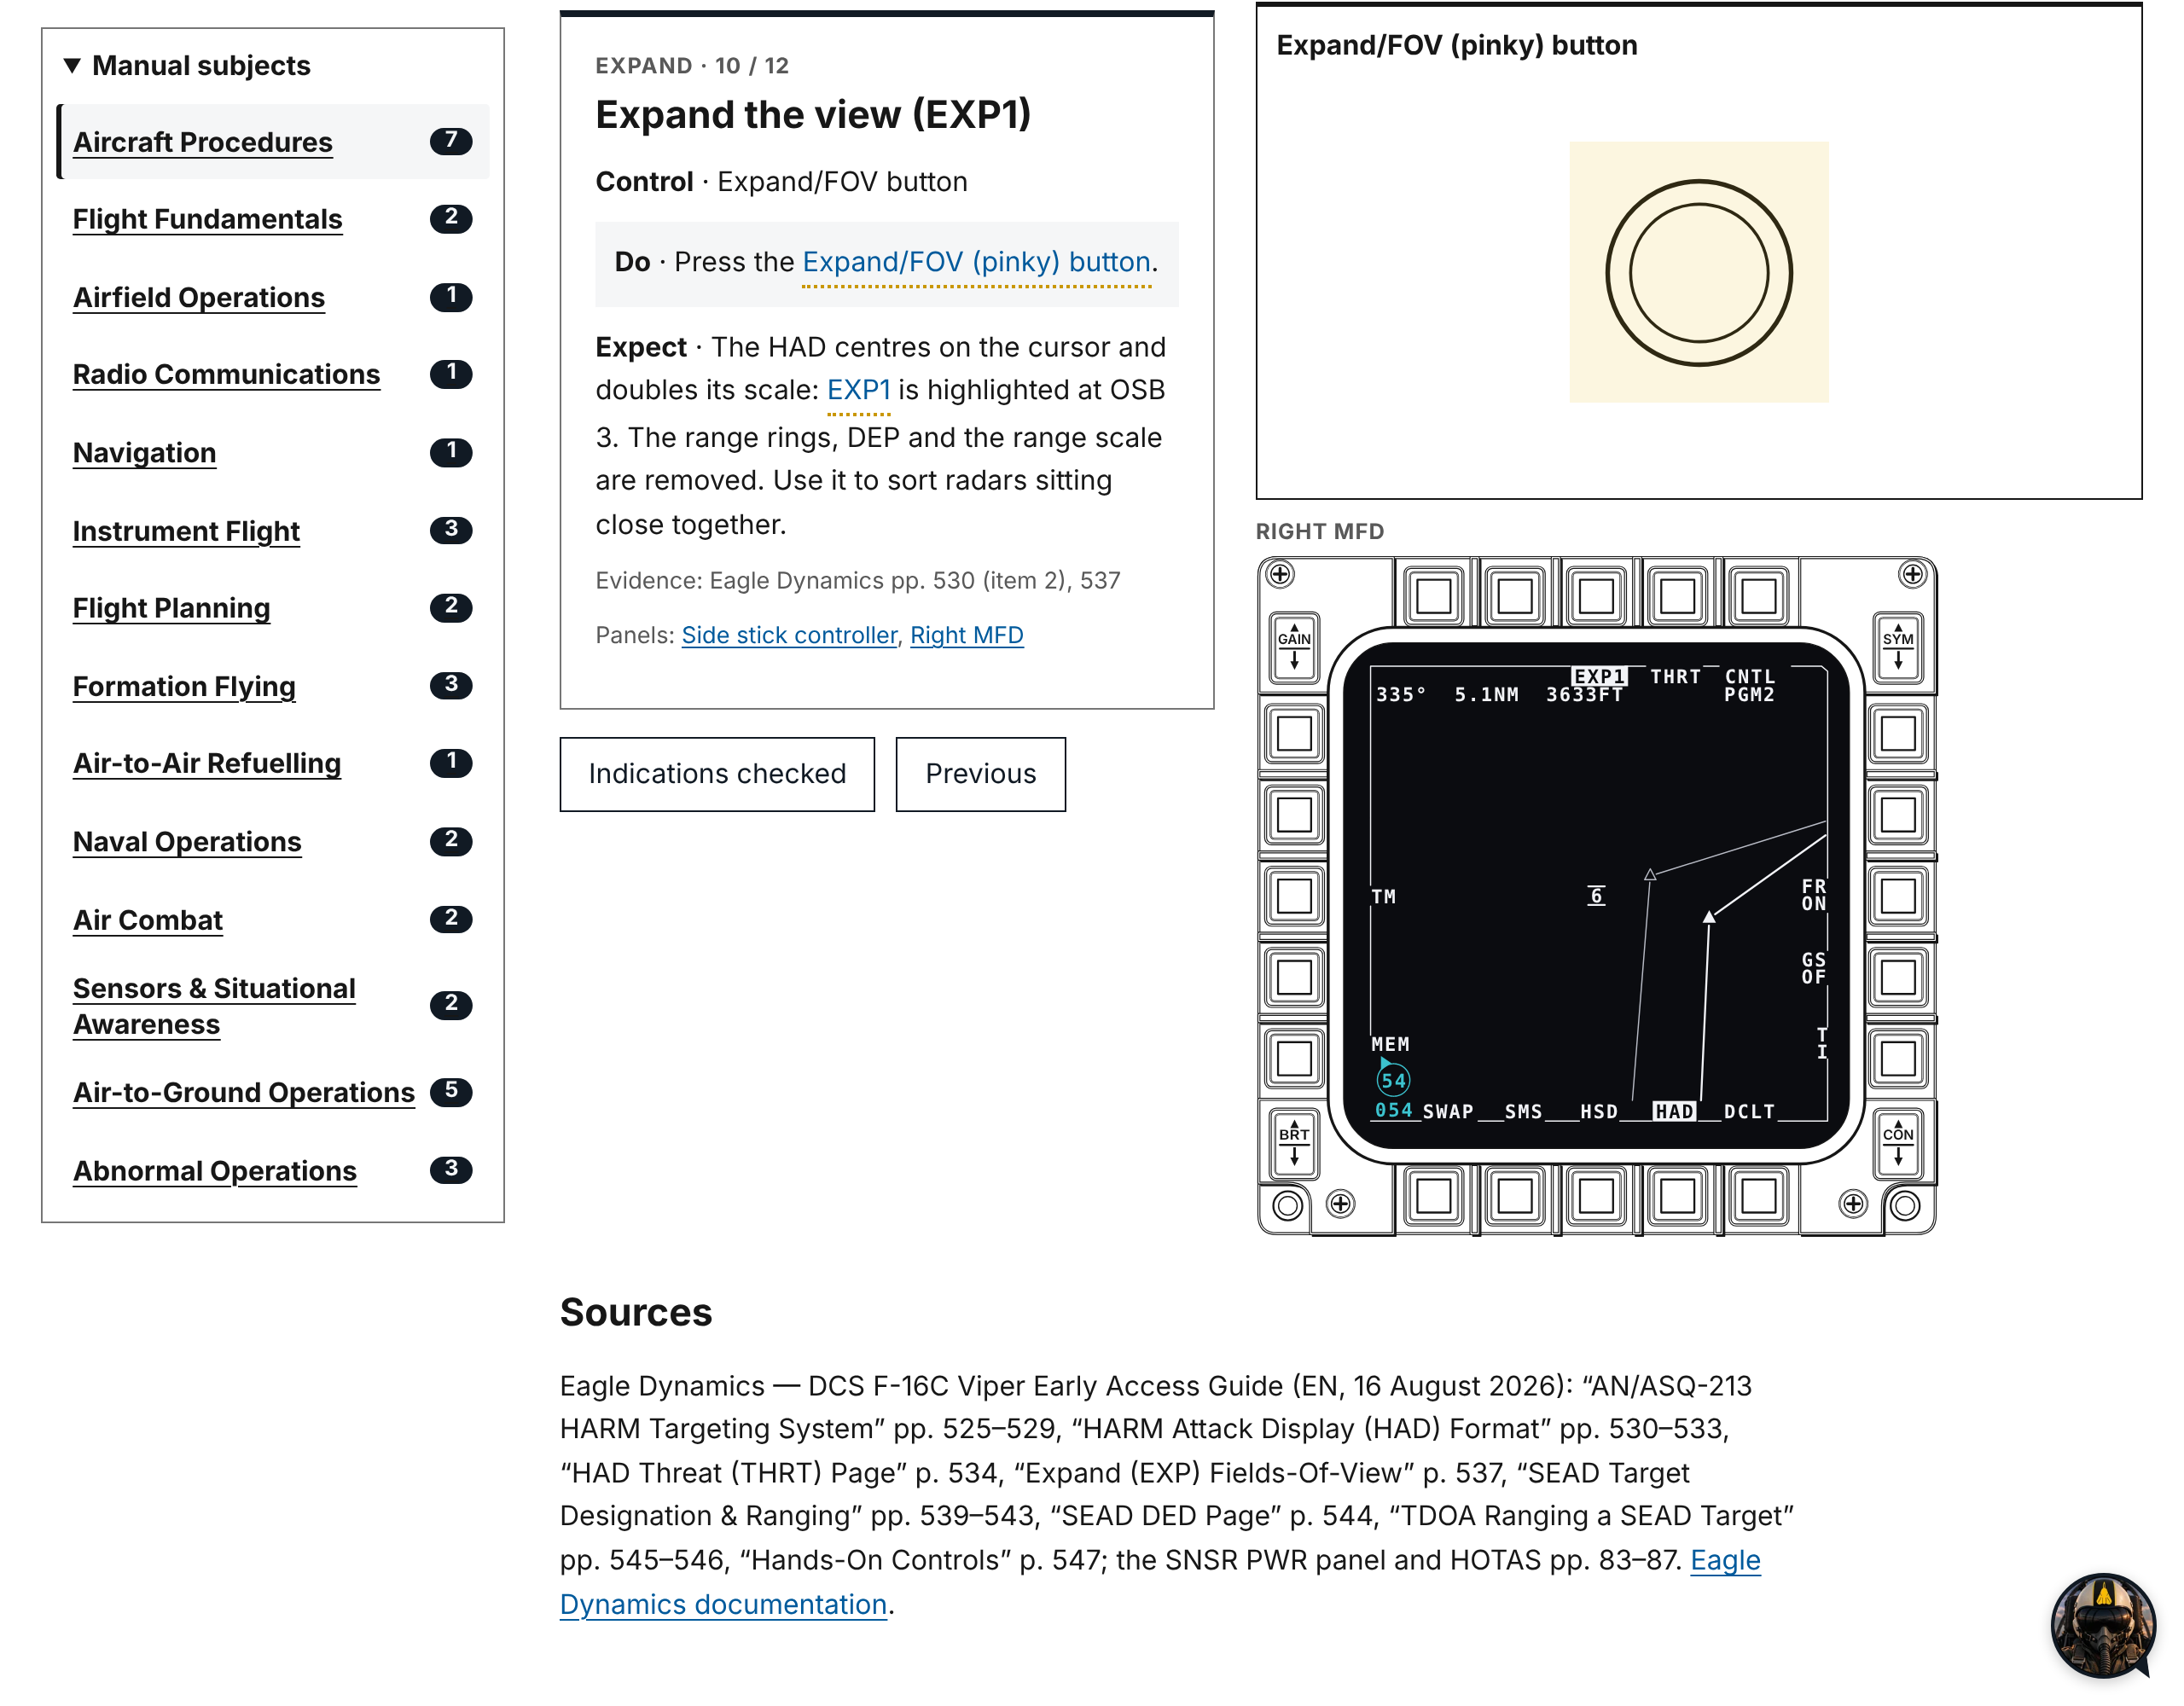 ▼ Manual subjects
Aircraft Procedures 7
Flight Fundamentals 2
Airfield Operations 1
Radio Communications 1
Navigation 1
Instrument Flight 3
Flight Planning 2
Formation Flying 3
Air-to-Air Refuelling 1
Naval Operations 2
Air Combat 2
Sensors & Situational
Awareness 2
Air-to-Ground Operations 5
Abnormal Operations 3
EXPAND · 10 / 12
Expand the view (EXP1)
Control · Expand/FOV button
Do · Press the Expand/FOV (pinky) button.
Expect · The HAD centres on the cursor and
doubles its scale: EXP1 is highlighted at OSB
3. The range rings, DEP and the range scale
are removed. Use it to sort radars sitting
close together.
Evidence: Eagle Dynamics pp. 530 (item 2), 537
Panels: Side stick controller, Right MFD
Indications checked
Previous
Expand/FOV (pinky) button
RIGHT MFD
GAIN
SYM
EXP1 THRT CNTL
335° 5.1NM 3633FT PGM2
TM
6
FR
ON
GS
OF
T
I
MEM
54
054 SWAP SMS HSD HAD DCLT
BRT
CON
Sources
Eagle Dynamics — DCS F-16C Viper Early Access Guide (EN, 16 August 2026): “AN/ASQ-213
HARM Targeting System” pp. 525–529, “HARM Attack Display (HAD) Format” pp. 530–533,
“HAD Threat (THRT) Page” p. 534, “Expand (EXP) Fields-Of-View” p. 537, “SEAD Target
Designation & Ranging” pp. 539–543, “SEAD DED Page” p. 544, “TDOA Ranging a SEAD Target”
pp. 545–546, “Hands-On Controls” p. 547; the SNSR PWR panel and HOTAS pp. 83–87. Eagle
Dynamics documentation.